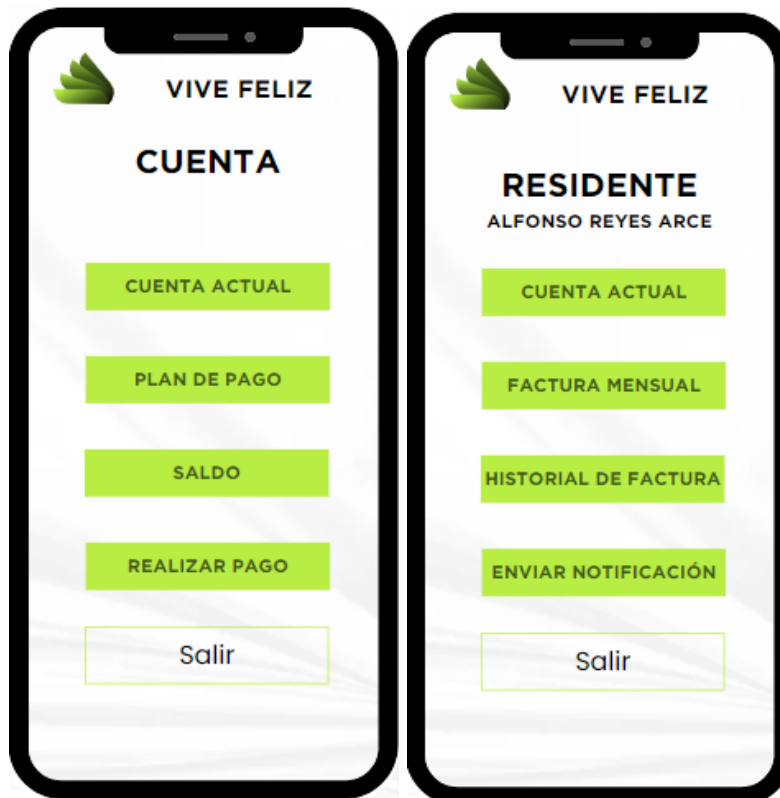 VIVE FELIZ
CUENTA
CUENTA ACTUAL
PLAN DE PAGO
SALDO
REALIZAR PAGO
Salir
VIVE FELIZ
RESIDENTE
ALFONSO REYES ARCE
CUENTA ACTUAL
FACTURA MENSUAL
HISTORIAL DE FACTURA
ENVIAR NOTIFICACIÓN
Salir